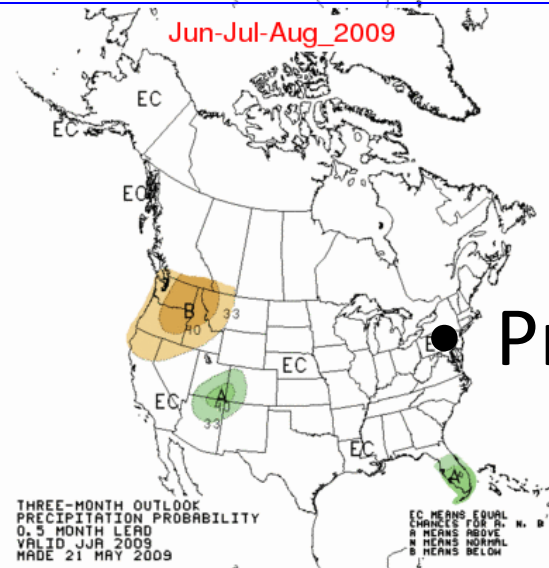 Jun-Jul-Aug_2009
EC
EC
EC
B
33
40
EC
Pr
EC
A
40
33
EC
A
THREE-MONTH OUTLOOK
PRECIPITATION PROBABILITY
0.5 MONTH LEAD
VALID JJA 2009
MADE 21 MAY 2009
EC MEANS EQUAL
CHANCES FOR A, N, B
A MEANS ABOVE
N MEANS NORMAL
B MEANS BELOW